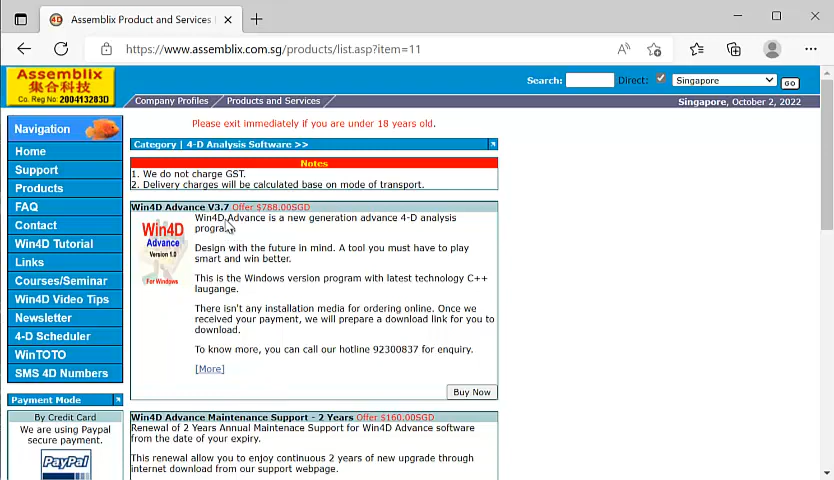 Assemblix Product and Services
https://www.assemblix.com.sg/products/list.asp?item=11
Assemblix
集合科技
Co. Reg No: 200413283D
Search:
Direct:
Singapore
GO
Company Profiles
Products and Services
Singapore, October 2, 2022
Please exit immediately if you are under 18 years old.
Navigation
Home
Support
Products
FAQ
Contact
Win4D Tutorial
Links
Courses/Seminar
Win4D Video Tips
Newsletter
4-D Scheduler
WinTOTO
SMS 4D Numbers
Payment Mode
By Credit Card
We are using Paypal
secure payment.
PayPal
Category | 4-D Analysis Software >>
Notes
1. We do not charge GST.
2. Delivery charges will be calculated base on mode of transport.
Win4D Advance V3.7 Offer $788.00SGD
Win4D
Advance
Version 1.0
For Windows
Win4D Advance is a new generation advance 4-D analysis
program.
Design with the future in mind. A tool you must have to play
smart and win better.
This is the Windows version program with latest technology C++
laugange.
There isn't any installation media for ordering online. Once we
received your payment, we will prepare a download link for you to
download.
To know more, you can call our hotline 92300837 for enquiry.
[More]
Buy Now
Win4D Advance Maintenance Support - 2 Years Offer $160.00SGD
Renewal of 2 Years Annual Maintenace Support for Win4D Advance software
from the date of your expiry.
This renewal allow you to enjoy continuous 2 years of new upgrade through
internet download from our support webpage.